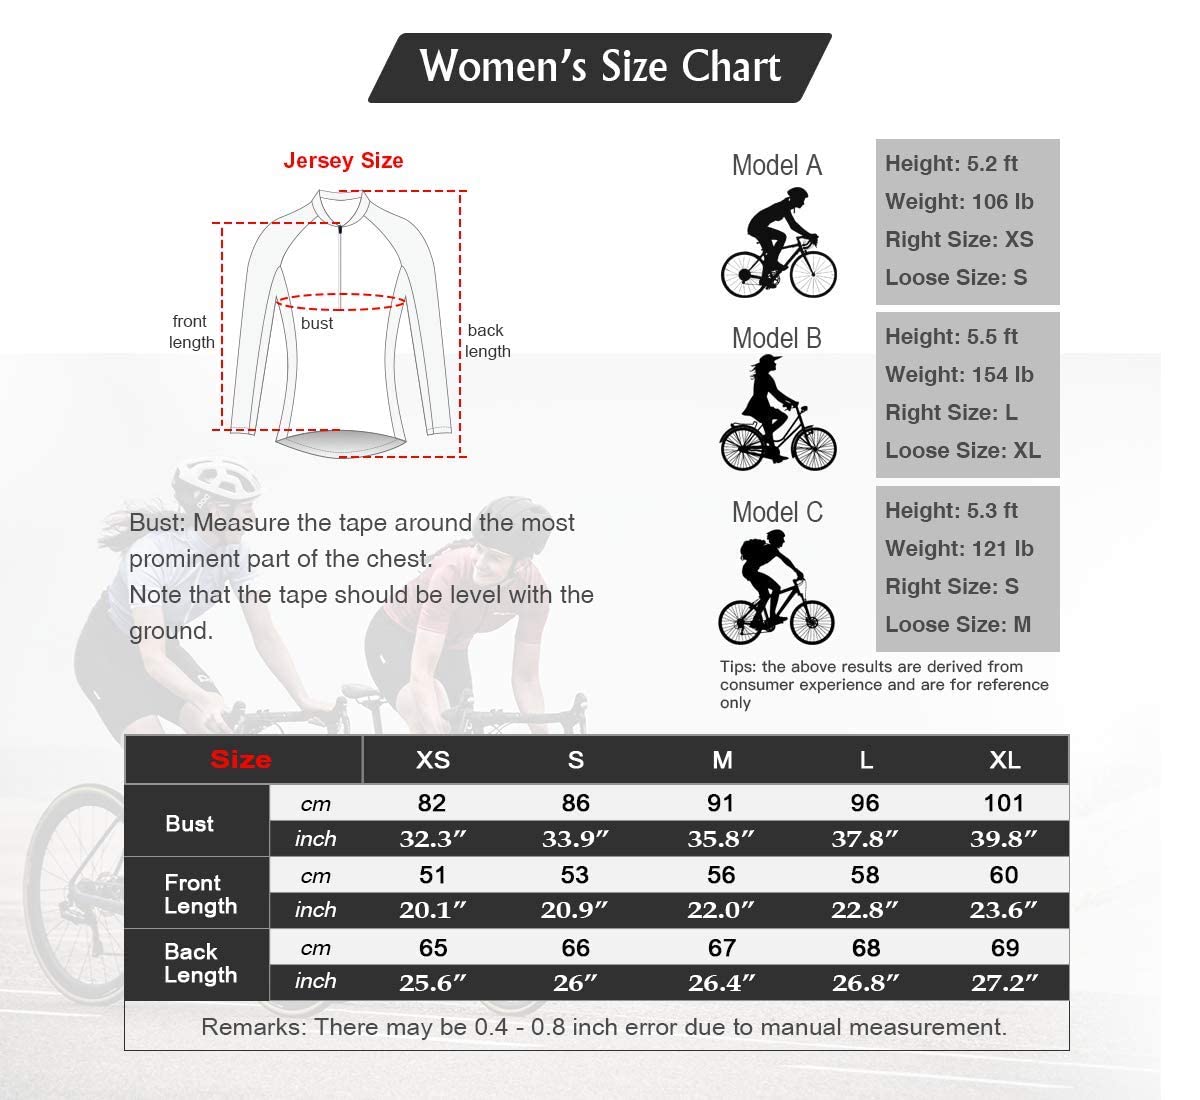 Women's Size Chart
Jersey Size
front
length
bust
back
length
Bust: Measure the tape around the most
prominent part of the chest.
Note that the tape should be level with the
ground.
Model A
Height: 5.2 ft
Weight: 106 lb
Right Size: XS
Loose Size: S
Model B
Height: 5.5 ft
Weight: 154 lb
Right Size: L
Loose Size: XL
Model C
Height: 5.3 ft
Weight: 121 lb
Right Size: S
Loose Size: M
Tips: the above results are derived from
consumer experience and are for reference
only
Size XS S M L XL
Bust
cm 82 86 91 96 101
inch 32.3″ 33.9″ 35.8″ 37.8″ 39.8″
Front
Length
cm 51 53 56 58 60
inch 20.1″ 20.9″ 22.0″ 22.8″ 23.6″
Back
Length
cm 65 66 67 68 69
inch 25.6″ 26″ 26.4″ 26.8″ 27.2″
Remarks: There may be 0.4 - 0.8 inch error due to manual measurement.
POC